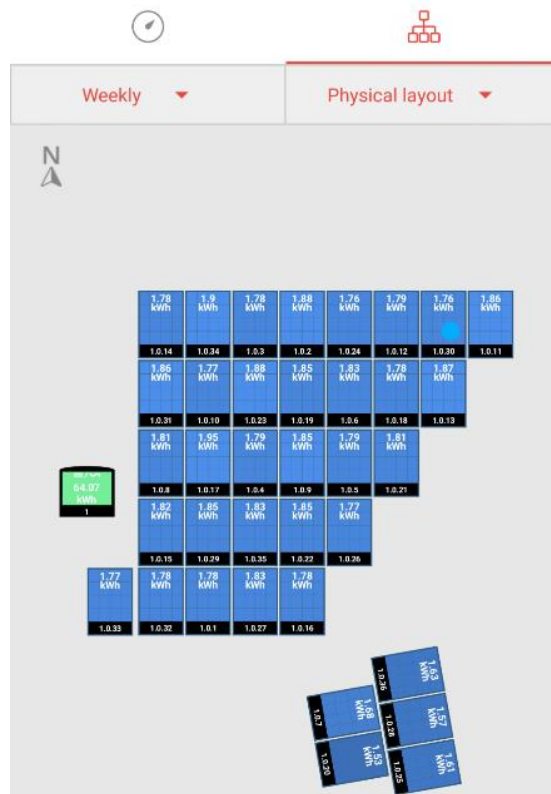 Weekly
Physical layout
N
1.78 kWh 1.9 kWh 1.78 kWh 1.88 kWh 1.76 kWh 1.79 kWh 1.76 kWh 1.86 kWh
1.0.14 1.0.34 1.0.3 1.0.2 1.0.24 1.0.12 1.0.30 1.0.11
1.86 kWh 1.77 kWh 1.88 kWh 1.85 kWh 1.83 kWh 1.78 kWh 1.87 kWh
1.0.31 1.0.10 1.0.23 1.0.19 1.0.6 1.0.18 1.0.13
1.81 kWh 1.95 kWh 1.79 kWh 1.85 kWh 1.79 kWh 1.81 kWh
1.0.8 1.0.17 1.0.4 1.0.9 1.0.5 1.0.21
64.07
kWh
1
1.82 kWh 1.85 kWh 1.83 kWh 1.85 kWh 1.77 kWh
1.0.15 1.0.29 1.0.35 1.0.22 1.0.26
1.77 kWh 1.78 kWh 1.78 kWh 1.83 kWh 1.78 kWh
1.0.33 1.0.32 1.0.1 1.0.27 1.0.16
1.0.36 1.63 kWh
1.0.7 1.68 kWh
1.0.28 1.57 kWh
1.0.20 1.53 kWh
1.0.25 1.61 kWh